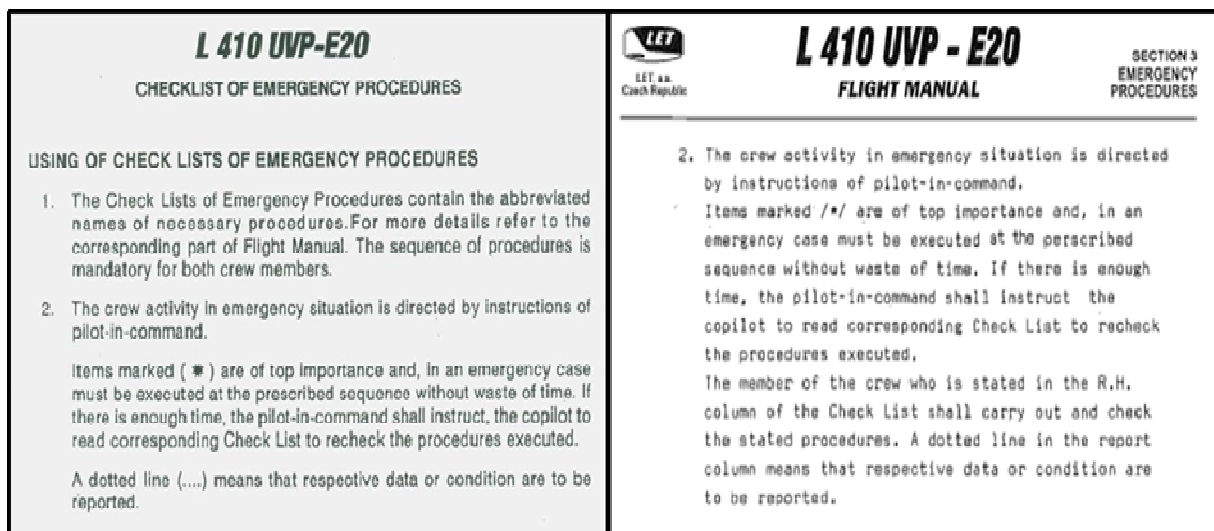 L 410 UVP-E20
CHECKLIST OF EMERGENCY PROCEDURES
USING OF CHECK LISTS OF EMERGENCY PROCEDURES
1. The Check Lists of Emergency Procedures contain the abbreviated
names of necessary procedures.For more details refer to the
corresponding part of Flight Manual. The sequence of procedures is
mandatory for both crew members.
2. The crew activity in emergency situation is directed by instructions of
pilot-in-command.
Items marked ( * ) are of top importance and, in an emergency case
must be executed at the prescribed sequence without waste of time. If
there is enough time, the pilot-in-command shall instruct, the copilot to
read corresponding Check List to recheck the procedures executed.
A dotted line (....) means that respective data or condition are to be
reported.
LET
LET, a.s.
Czech Republic
L 410 UVP - E20
FLIGHT MANUAL
SECTION 3
EMERGENCY
PROCEDURES
2. The crew activity in emergency situation is directed
by instructions of pilot-in-command.
Items marked /*/ are of top importance and, in an
emergency case must be executed at the perscribed
sequence without waste of time. If there is enough
time, the pilot-in-command shall instruct the
copilot to read corresponding Check List to recheck
the procedures executed.
The member of the crew who is stated in the R.H.
column of the Check List shall carry out and check
the stated procedures. A dotted line in the report
column means that respective data or condition are
to be reported.